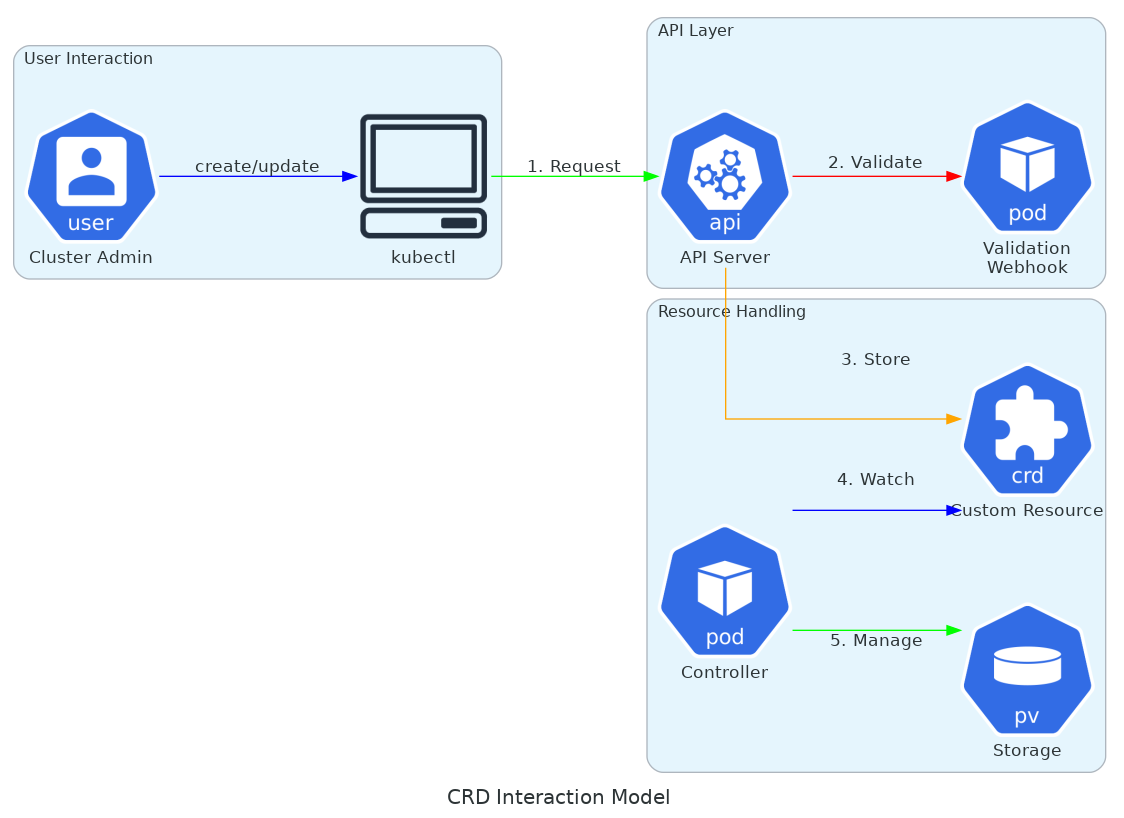 User Interaction
create/update
user
Cluster Admin
kubectl
1. Request
API Layer
api
API Server
2. Validate
pod
Validation
Webhook
Resource Handling
3. Store
crd
Custom Resource
4. Watch
pod
Controller
5. Manage
pv
Storage
CRD Interaction Model